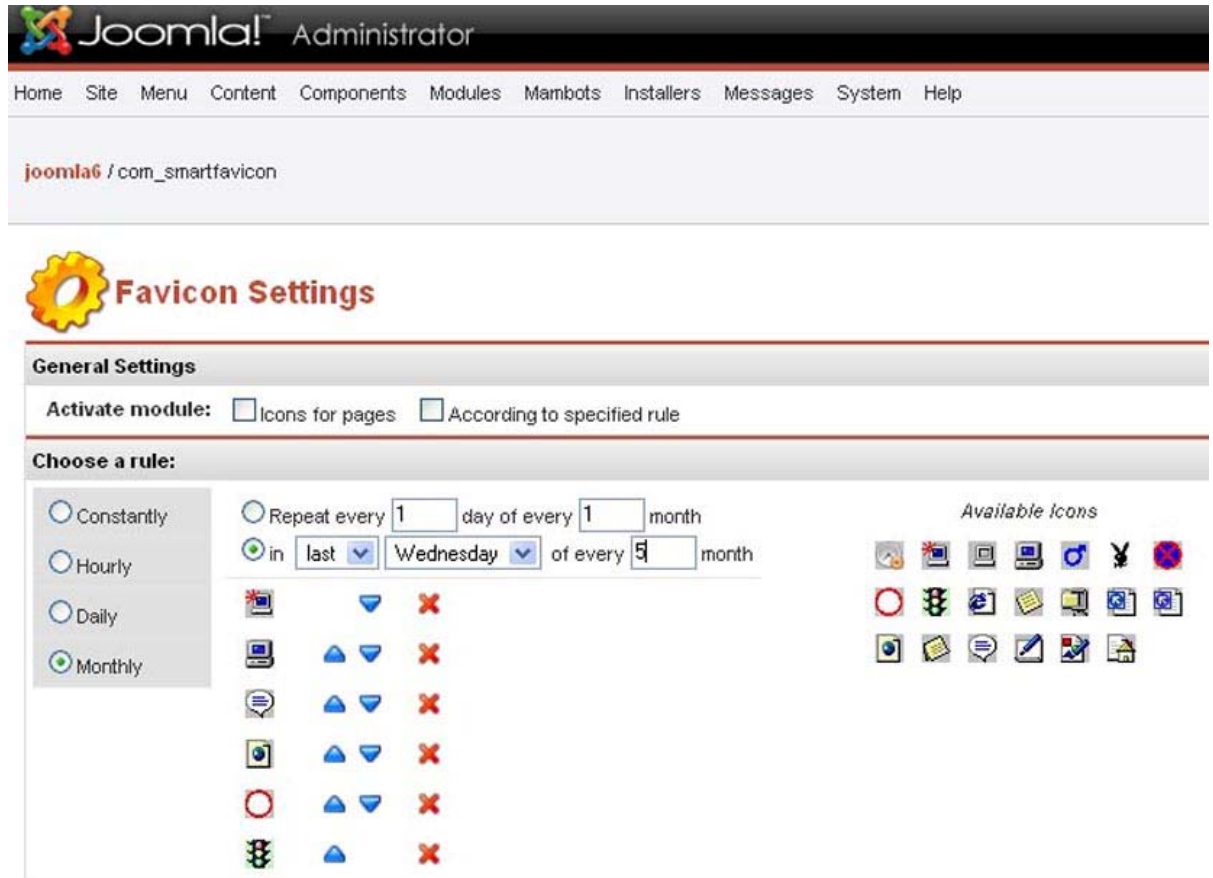 Joomla!™ Administrator
Home Site Menu Content Components Modules Mambots Installers Messages System Help
joomla6 / com_smartfavicon
Favicon Settings
General Settings
Activate module: Icons for pages According to specified rule
Choose a rule:
Constantly
Hourly
Daily
Monthly
Repeat every 1 day of every 1 month
in last Wednesday of every 5 month
Available Icons